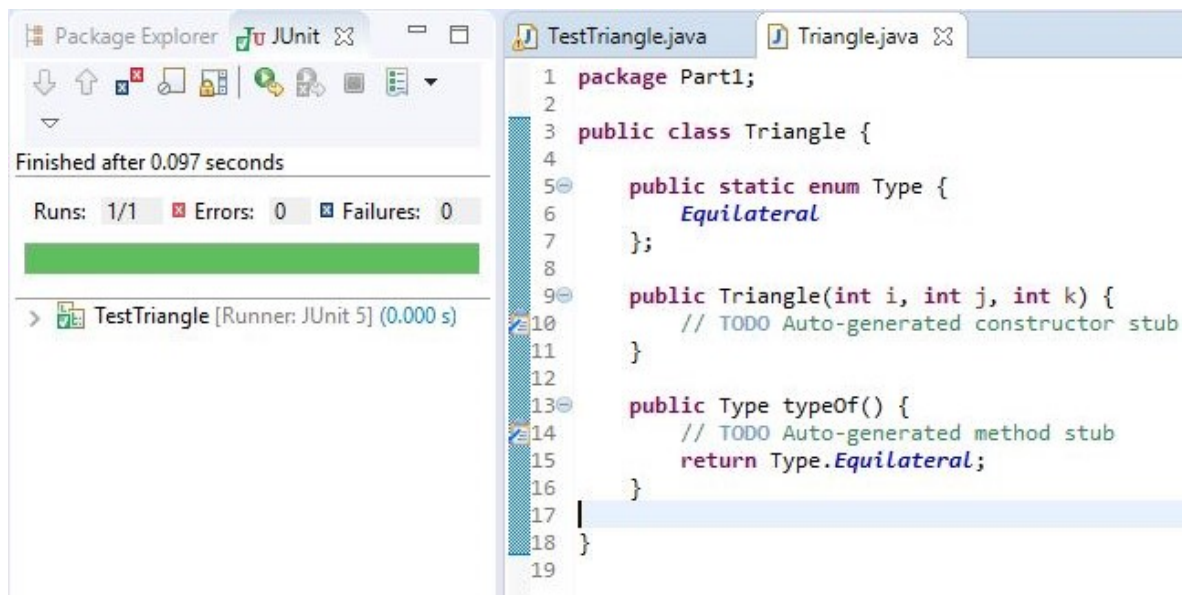 Package Explorer JUnit
Finished after 0.097 seconds
Runs: 1/1 Errors: 0 Failures: 0
TestTriangle [Runner: JUnit 5] (0.000 s)
TestTriangle.java Triangle.java
1 package Part1;
2
3 public class Triangle {
4
5 public static enum Type {
6 Equilateral
7 };
8
9 public Triangle(int i, int j, int k) {
10 // TODO Auto-generated constructor stub
11 }
12
13 public Type typeOf() {
14 // TODO Auto-generated method stub
15 return Type.Equilateral;
16 }
17
18 }
19